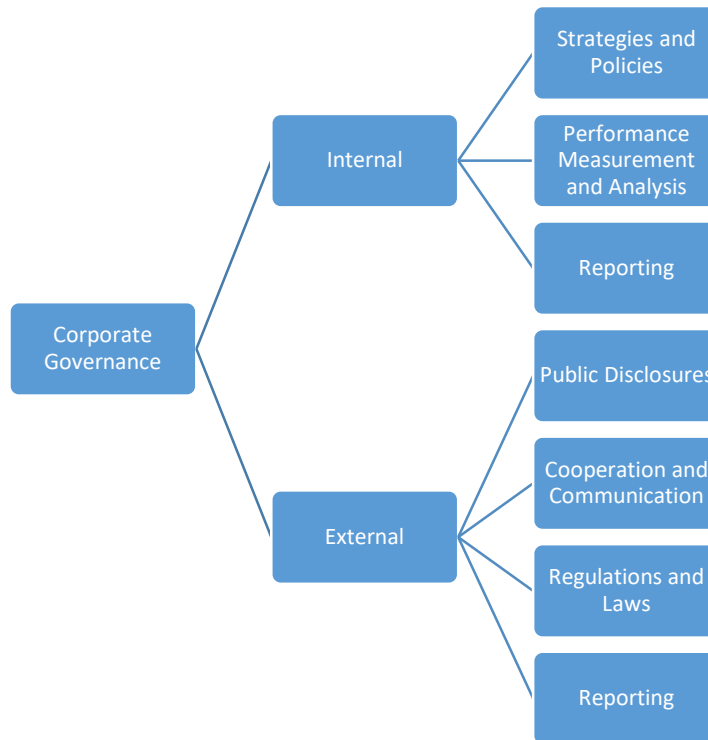 Corporate
Governance
Internal
Strategies and
Policies
Performance
Measurement
and Analysis
Reporting
External
Public Disclosures
Cooperation and
Communication
Regulations and
Laws
Reporting